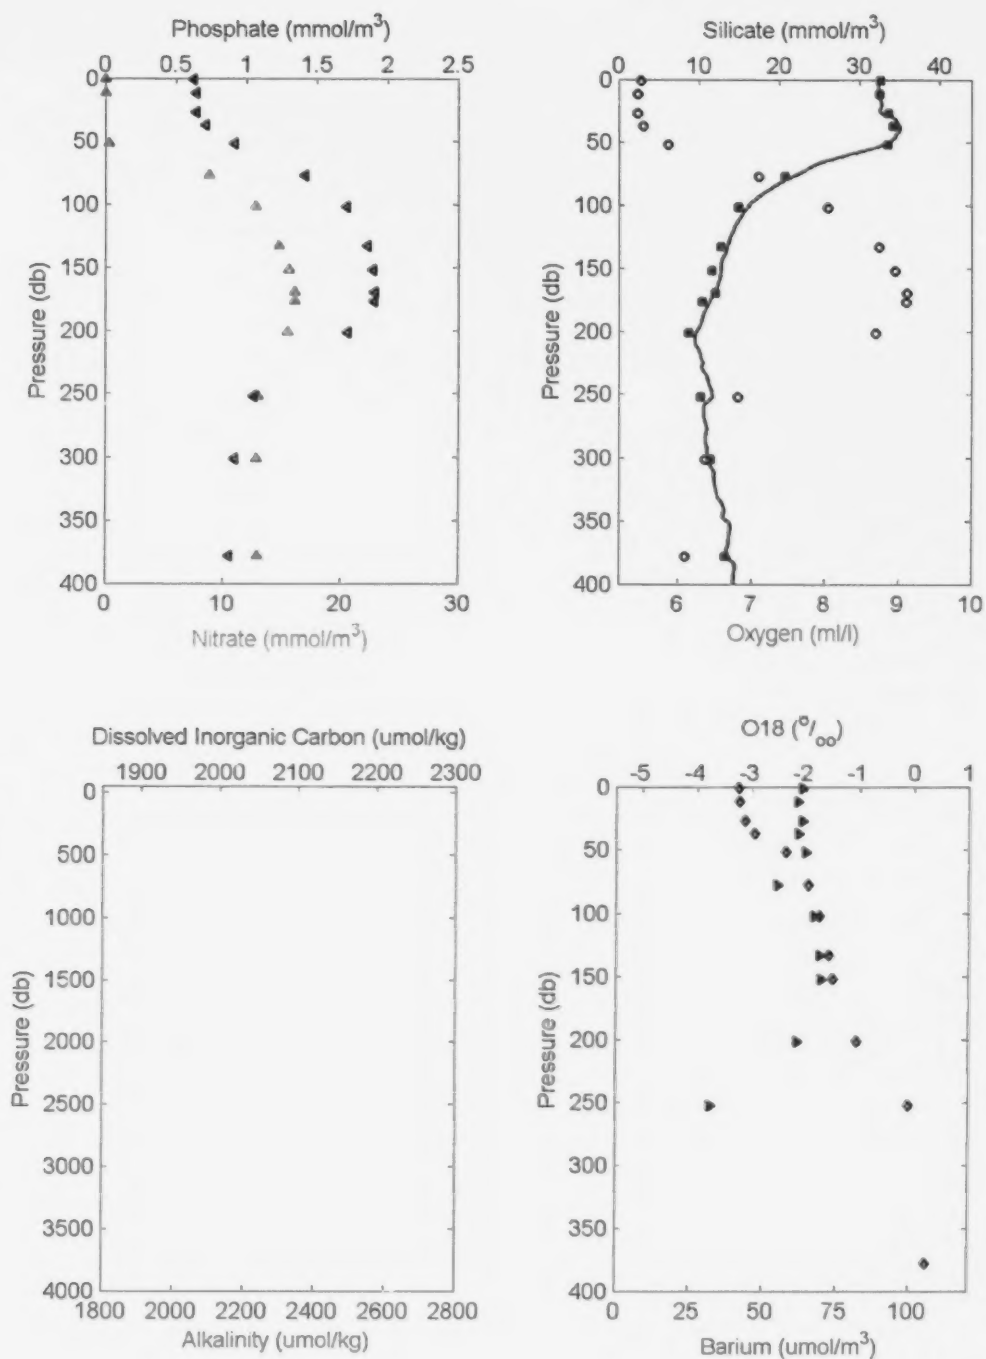 Phosphate (mmol/m³)
0 0.5 1 1.5 2 2.5
0
50
100
150
200
250
300
350
400
Pressure (db)
0 10 20 30
Nitrate (mmol/m³)
Silicate (mmol/m³)
10 20 30 40
0
50
100
150
200
250
300
350
400
Pressure (db)
6 7 8 9 10
Oxygen (ml/l)
Dissolved Inorganic Carbon (umol/kg)
1900 2000 2100 2200 2300
0
500
1000
1500
2000
2500
3000
3500
4000
Pressure (db)
1800 2000 2200 2400 2600 2800
Alkalinity (umol/kg)
O18 (⁰/₀₀)
-5 -4 -3 -2 -1 0 1
0
50
100
150
200
250
300
350
400
Pressure (db)
0 25 50 75 100
Barium (umol/m³)